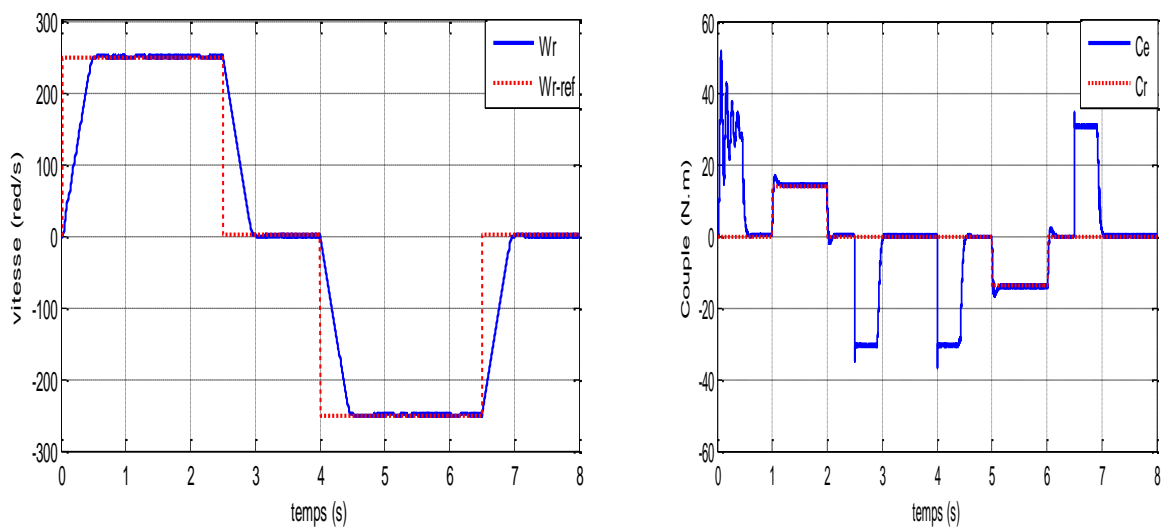 300
200
100
0
-100
-200
-300
vitesse (red/s)
0 1 2 3 4 5 6 7 8
temps (s)
Wr
Wr-ref
60
40
20
0
-20
-40
-60
Couple (N.m)
0 1 2 3 4 5 6 7 8
temps (s)
Ce
Cr